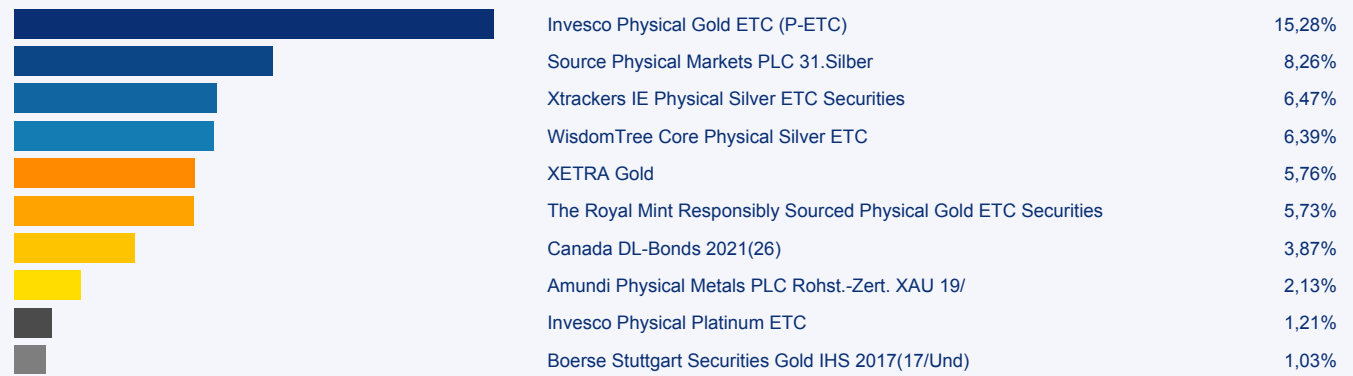 Invesco Physical Gold ETC (P-ETC) 15,28%
Source Physical Markets PLC 31.Silber 8,26%
Xtrackers IE Physical Silver ETC Securities 6,47%
WisdomTree Core Physical Silver ETC 6,39%
XETRA Gold 5,76%
The Royal Mint Responsibly Sourced Physical Gold ETC Securities 5,73%
Canada DL-Bonds 2021(26) 3,87%
Amundi Physical Metals PLC Rohst.-Zert. XAU 19/ 2,13%
Invesco Physical Platinum ETC 1,21%
Boerse Stuttgart Securities Gold IHS 2017(17/Und) 1,03%